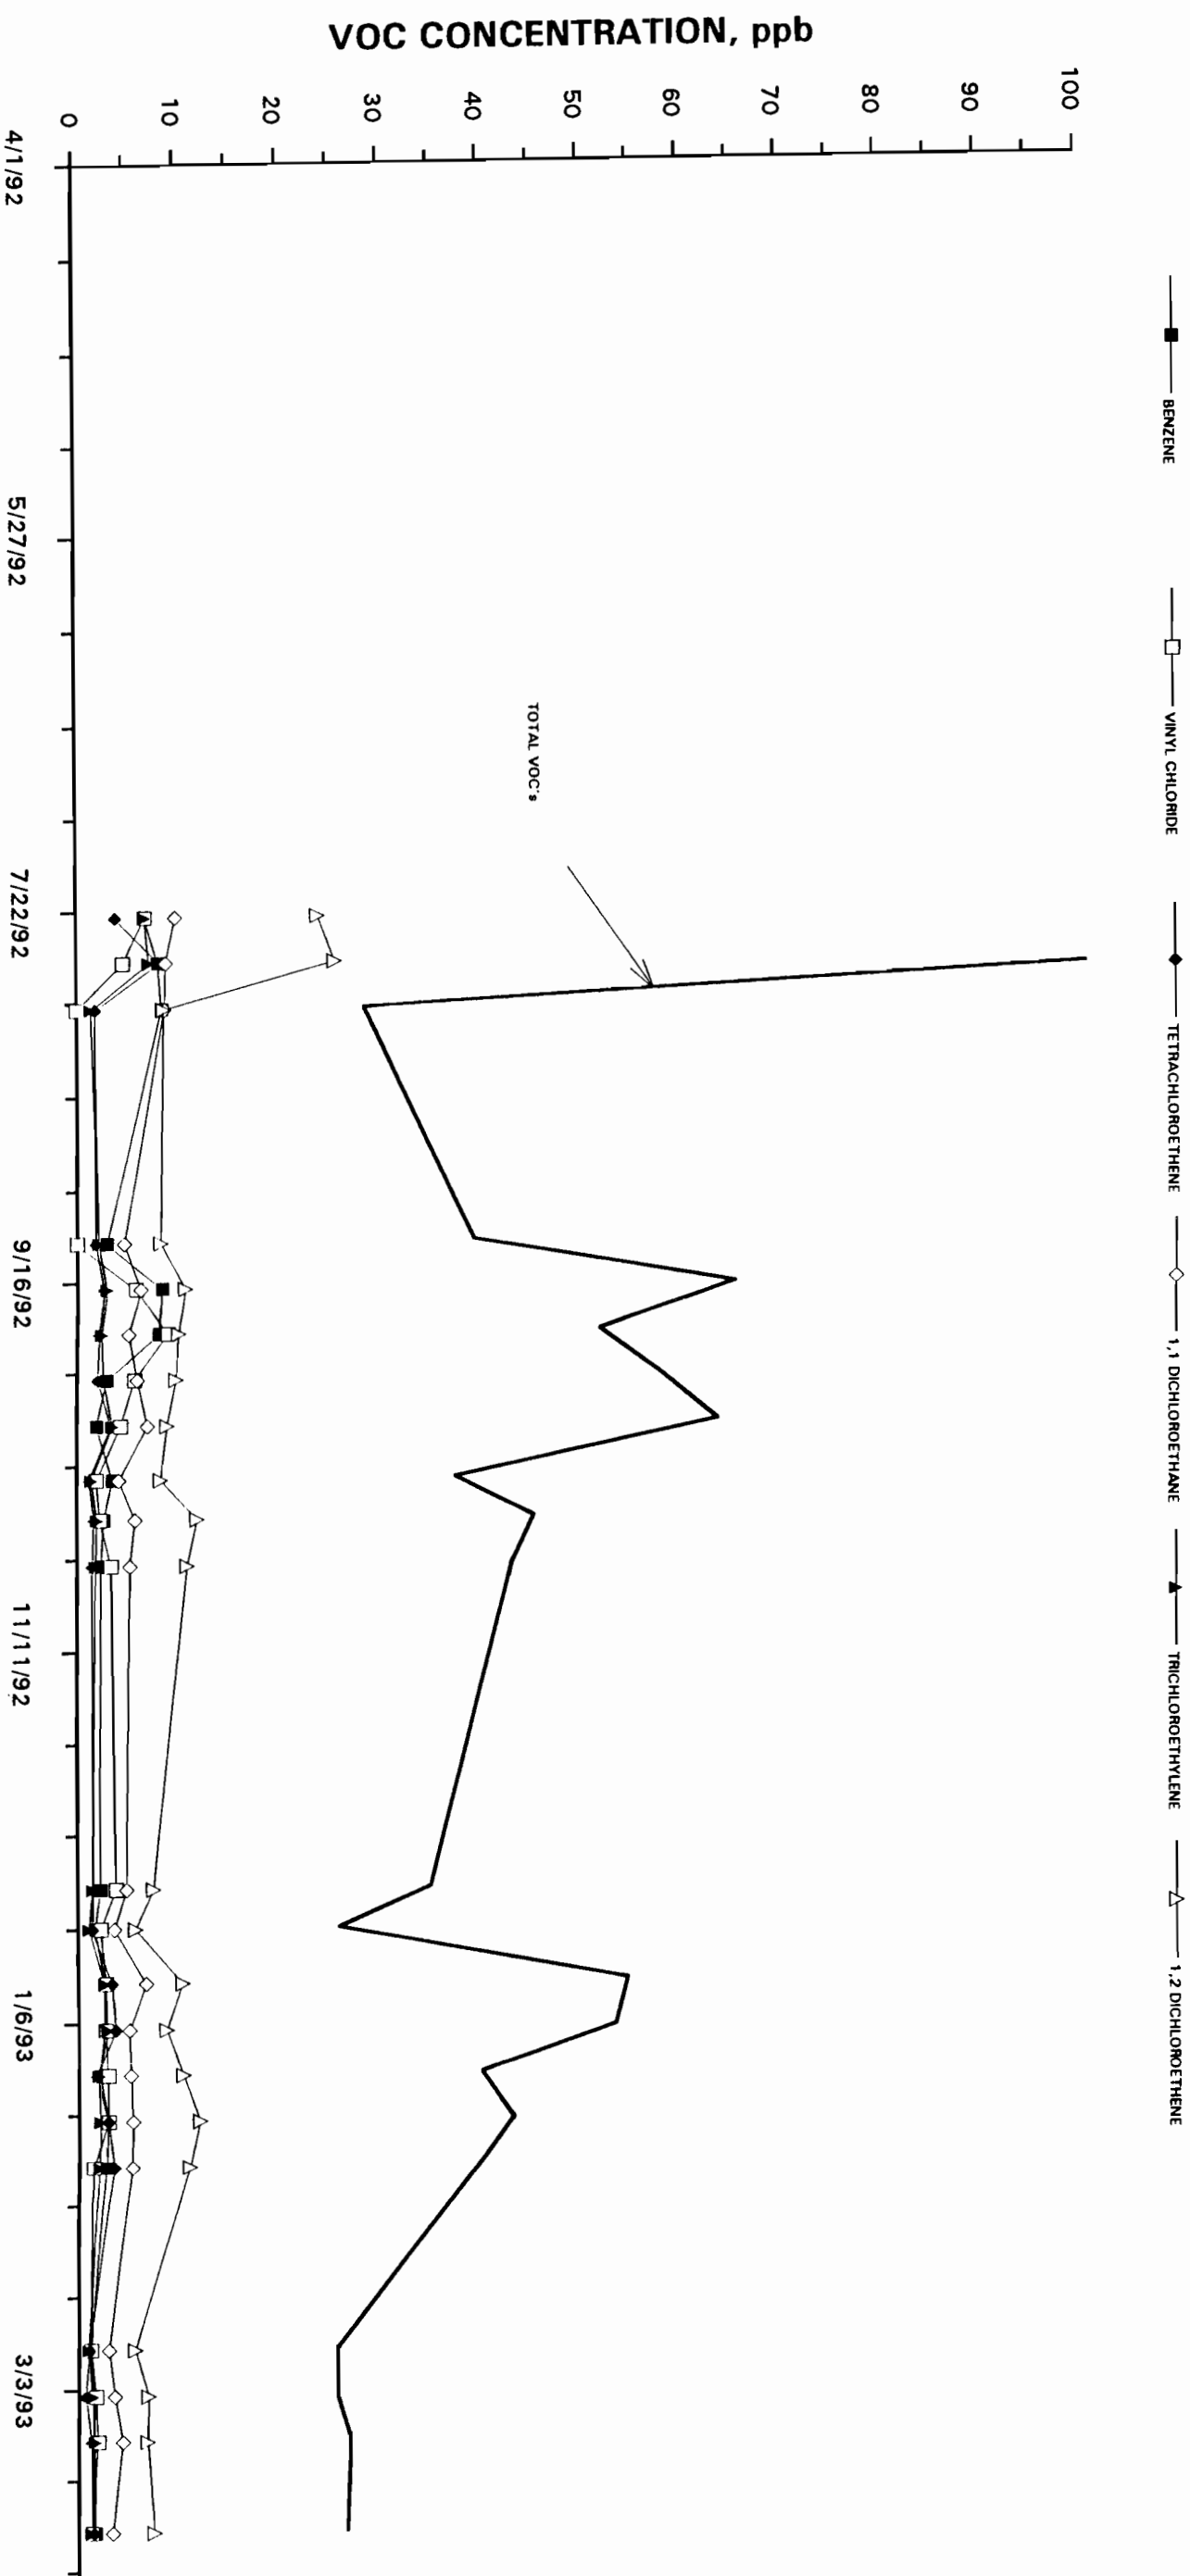 BENZENE
VINYL CHLORIDE
TETRACHLOROETHENE
1,1 DICHLOROETHANE
TRICHLOROETHYLENE
1,2 DICHLOROETHENE
VOC CONCENTRATION, ppb
100
90
80
70
60
50
40
30
20
10
0
TOTAL VOC's
4/1/92
5/27/92
7/22/92
9/16/92
11/11/92
1/6/93
3/3/93